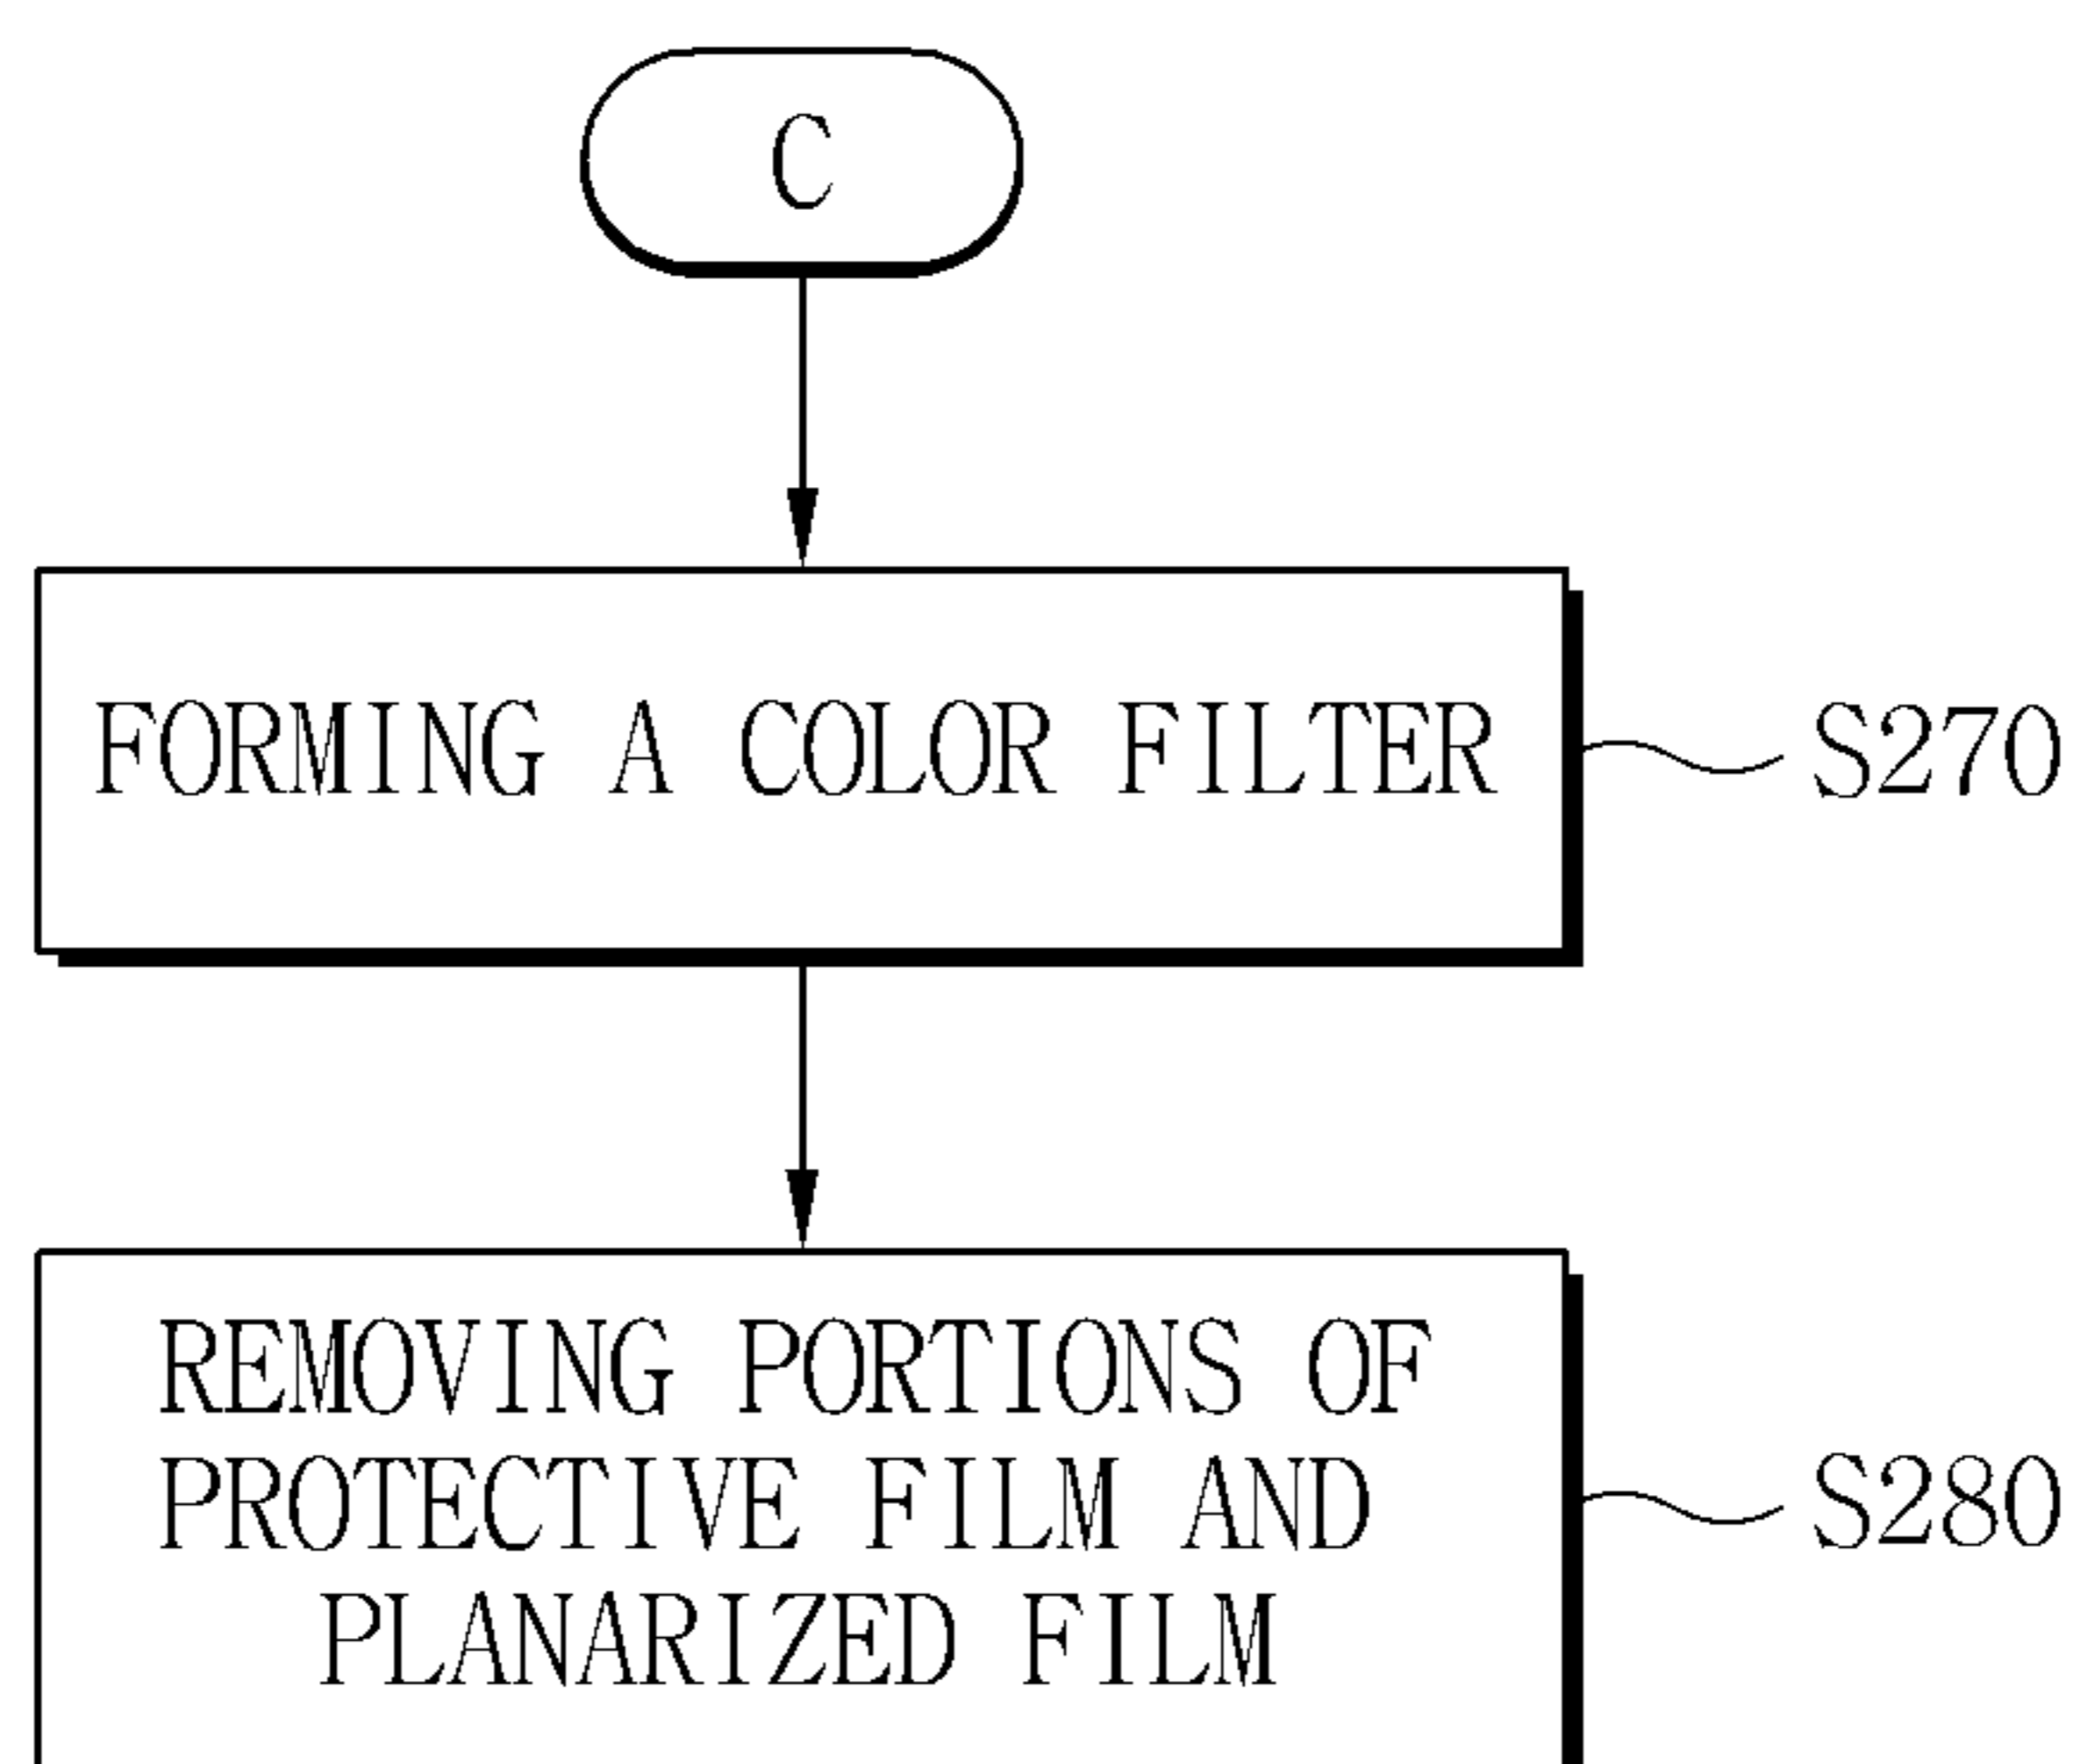 C
FORMING A COLOR FILTER
S270
REMOVING PORTIONS OF
PROTECTIVE FILM AND
PLANARIZED FILM
S280